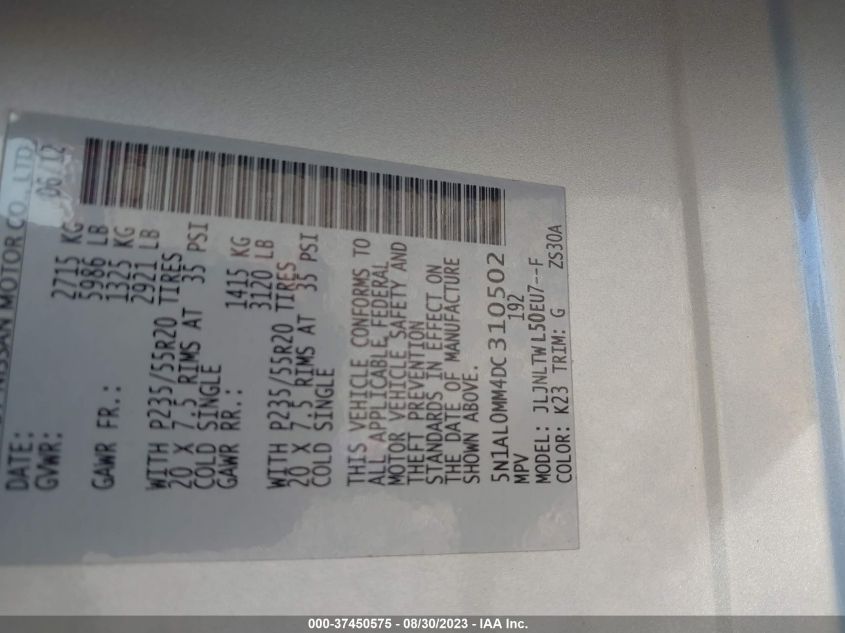 NISSAN MOTOR CO., LTD
DATE: 06/12
GVWR: 2715 KG
5986 LB
GAWR FR.: 1325 KG
2921 LB
WITH P235/55R20 TIRES
20 X 7.5 RIMS AT 35 PSI
COLD SINGLE
GAWR RR.: 1415 KG
3120 LB
WITH P235/55R20 TIRES
20 X 7.5 RIMS AT 35 PSI
COLD SINGLE
THIS VEHICLE CONFORMS TO
ALL APPLICABLE FEDERAL
MOTOR VEHICLE SAFETY AND
THEFT PREVENTION
STANDARDS IN EFFECT ON
THE DATE OF MANUFACTURE
SHOWN ABOVE.
5N1AL0MM4DC310502
MPV 192
MODEL: JLJNLTWL50EU7--F
COLOR: K23 TRIM: G ZS30A
000-37450575 - 08/30/2023 - IAA Inc.